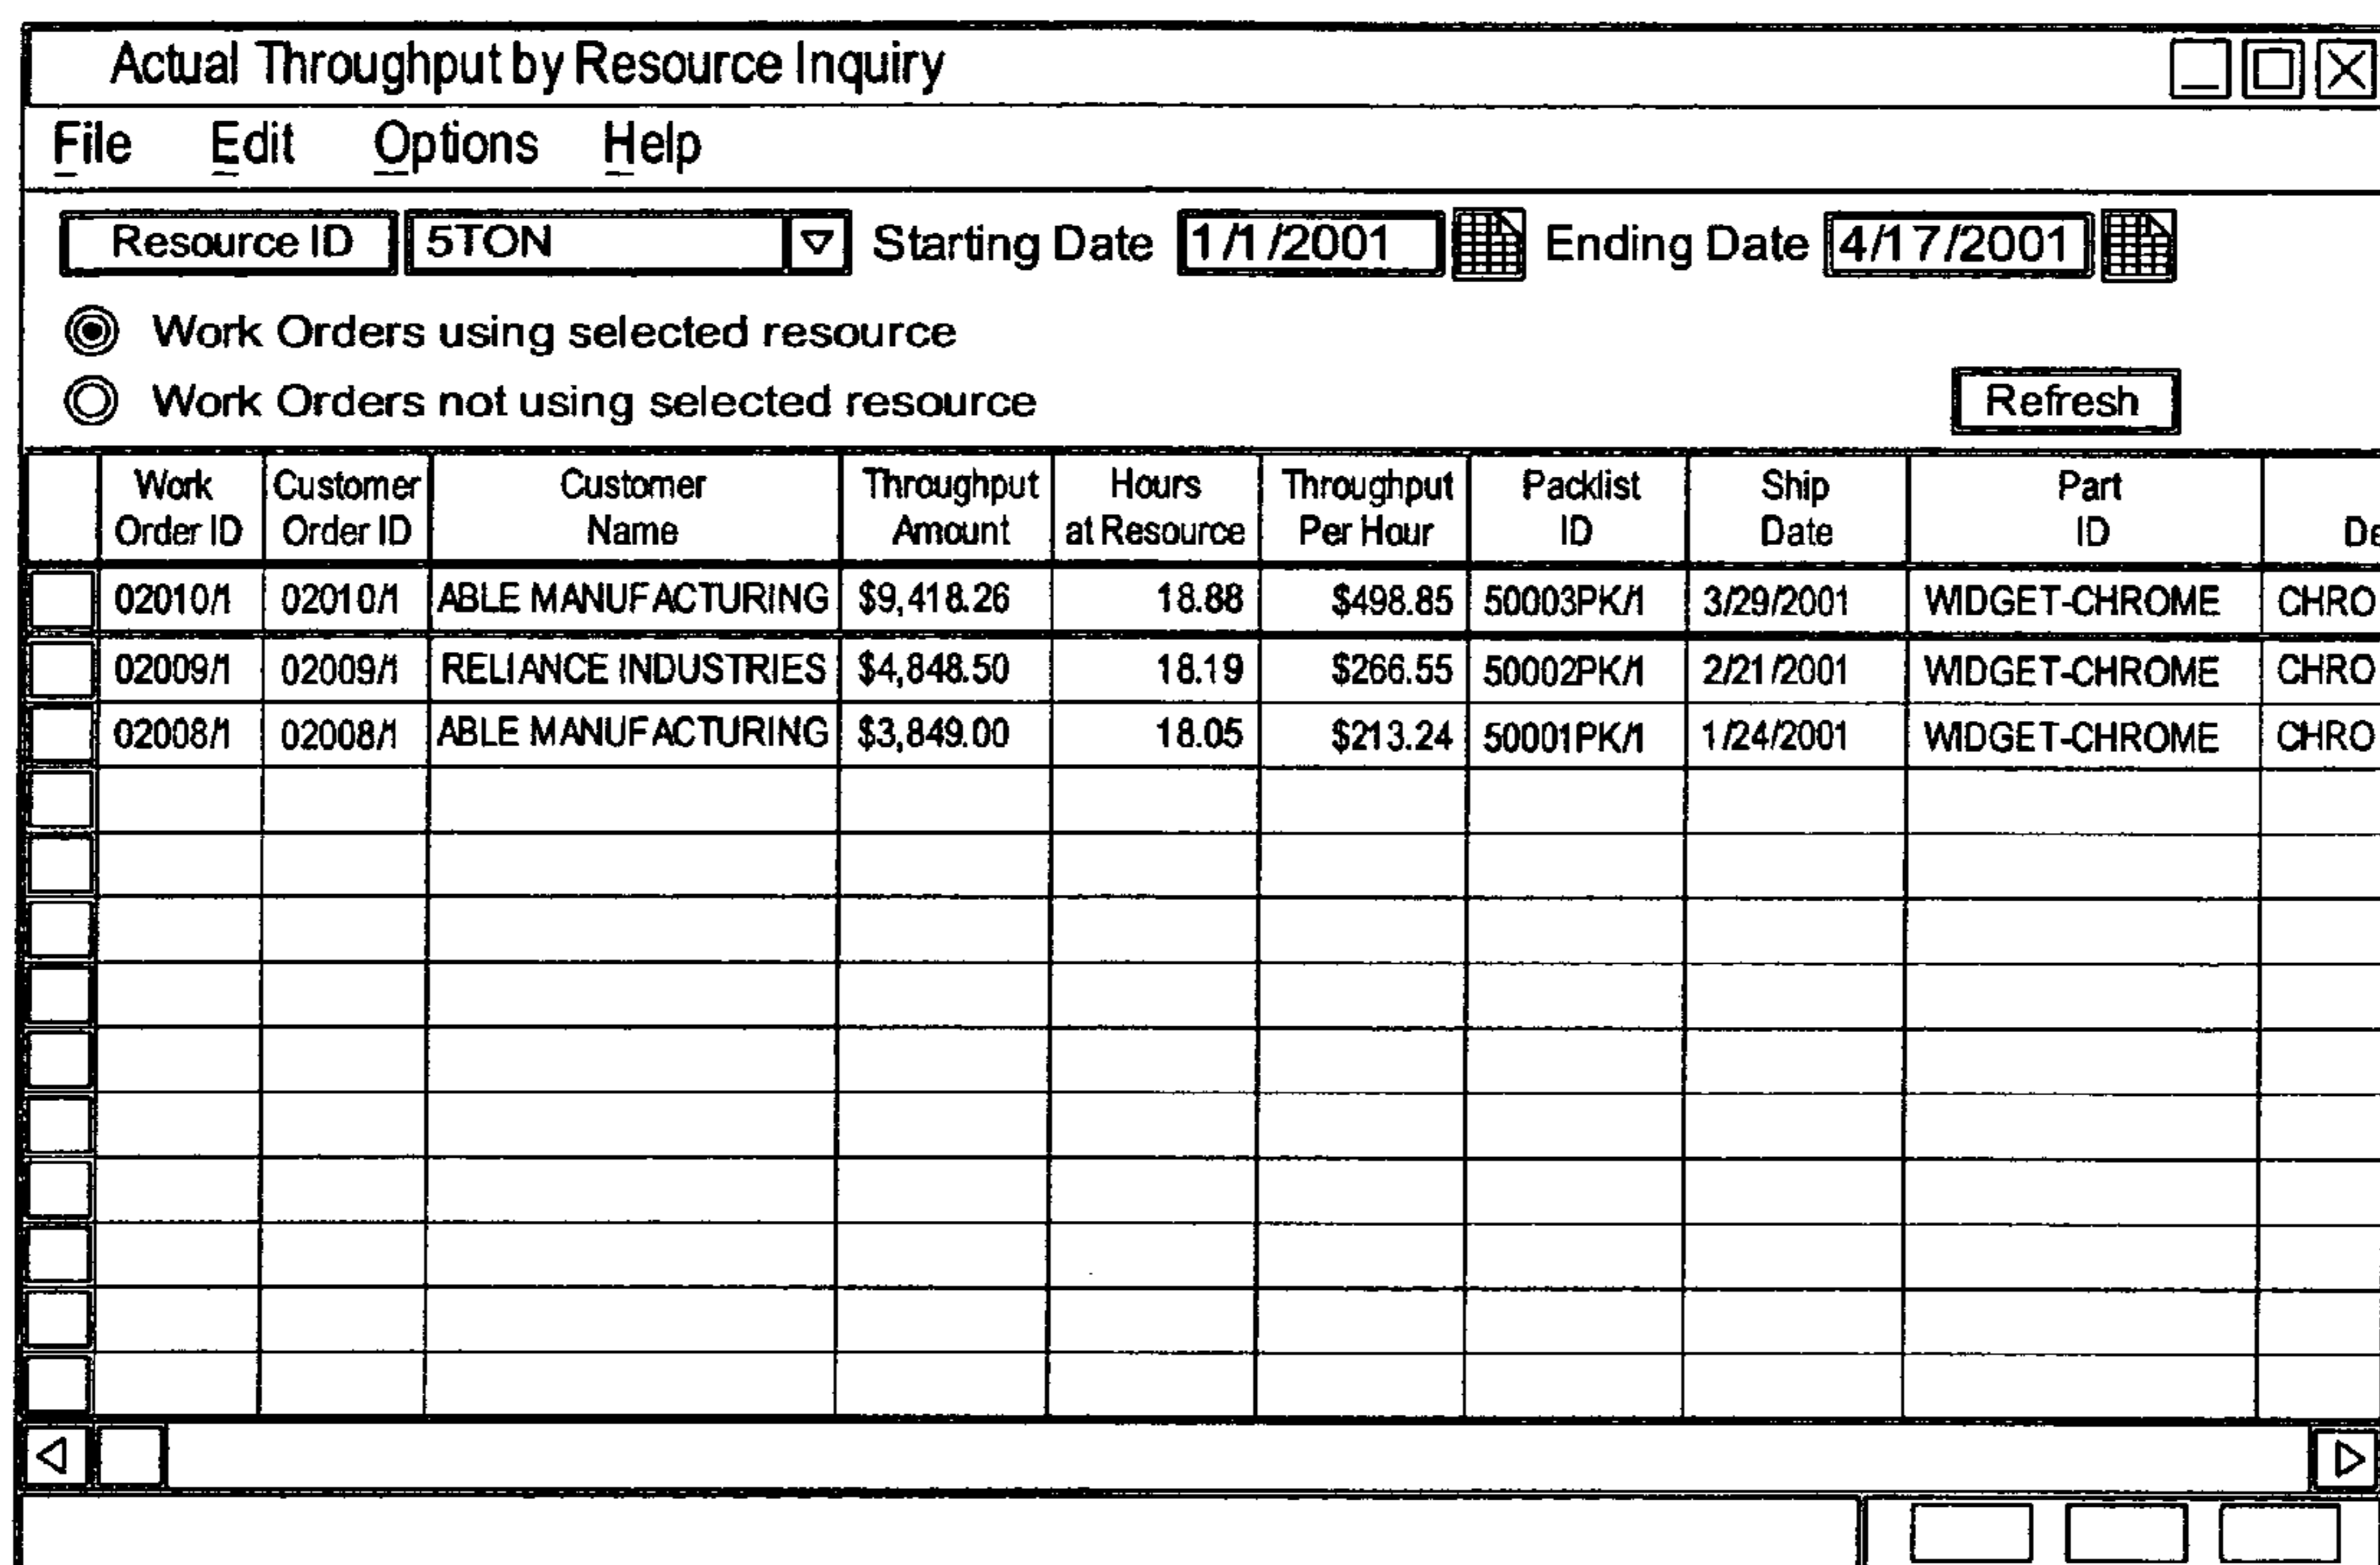 Actual Throughput by Resource Inquiry
File Edit Options Help
Resource ID 5TON Starting Date 1/1/2001 Ending Date 4/17/2001
Work Orders using selected resource
Work Orders not using selected resource Refresh
Work Order ID Customer Order ID Customer Name Throughput Amount Hours at Resource Throughput Per Hour Packlist ID Ship Date Part ID De
02010/1 02010/1 ABLE MANUFACTURING $9,418.26 18.88 $498.85 50003PK/1 3/29/2001 WIDGET-CHROME CHRO
02009/1 02009/1 RELIANCE INDUSTRIES $4,848.50 18.19 $266.55 50002PK/1 2/21/2001 WIDGET-CHROME CHRO
02008/1 02008/1 ABLE MANUFACTURING $3,849.00 18.05 $213.24 50001PK/1 1/24/2001 WIDGET-CHROME CHRO